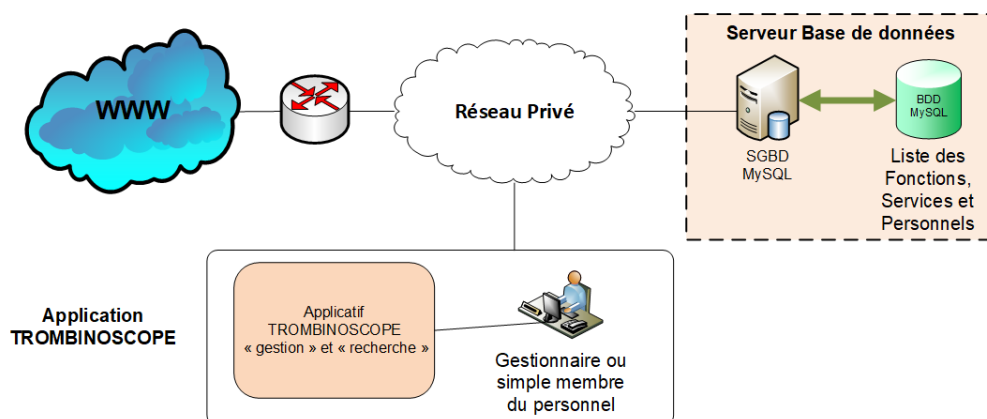 WWW
Réseau Privé
Serveur Base de données
SGBD
MySQL
BDD
MySQL
Liste des
Fonctions,
Services et
Personnels
Application
TROMBINOSCOPE
Applicatif
TROMBINOSCOPE
« gestion » et « recherche »
Gestionnaire ou
simple membre
du personnel